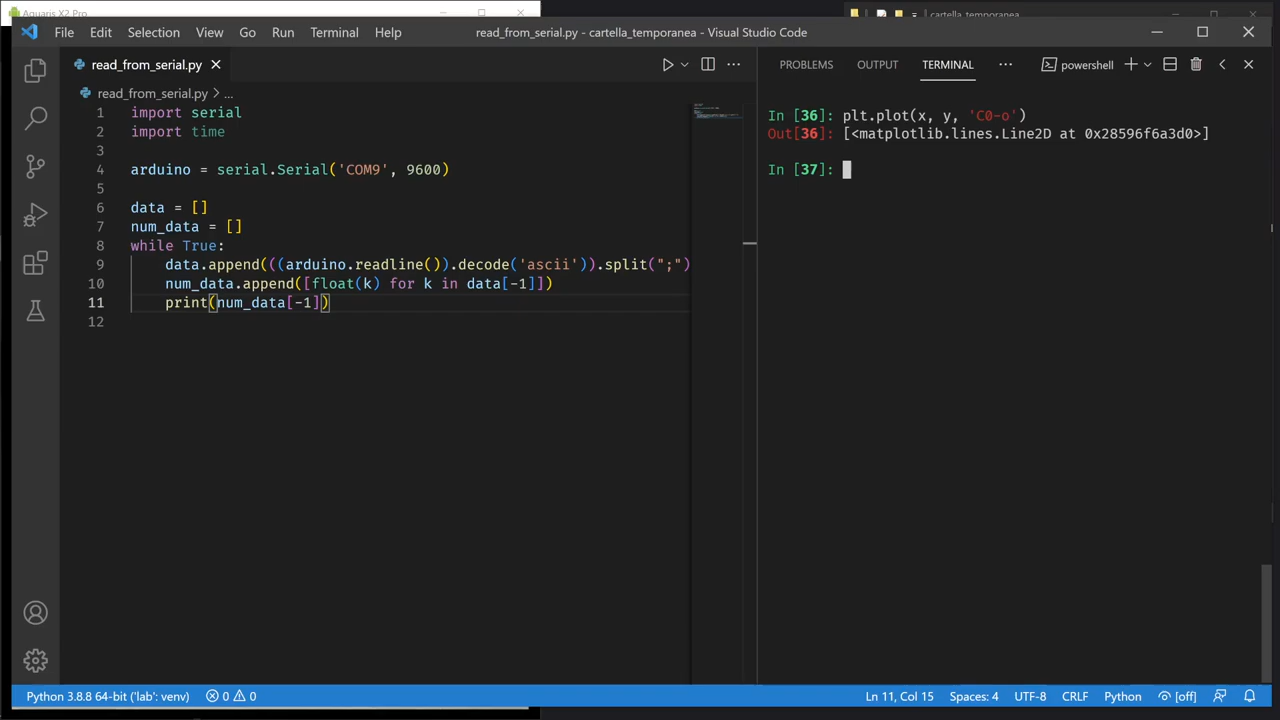 Aquaris X2 Pro
cartella_temporanea
File Edit Selection View Go Run Terminal Help
read_from_serial.py - cartella_temporanea - Visual Studio Code
read_from_serial.py
PROBLEMS OUTPUT TERMINAL ··· powershell
read_from_serial.py > ...
1 import serial
2 import time
3
4 arduino = serial.Serial('COM9', 9600)
5
6 data = []
7 num_data = []
8 while True:
9 data.append(((arduino.readline()).decode('ascii')).split(";")
10 num_data.append([float(k) for k in data[-1]])
11 print(num_data[-1])
12
In [36]: plt.plot(x, y, 'C0-o')
Out[36]: [<matplotlib.lines.Line2D at 0x28596f6a3d0>]
In [37]:
Python 3.8.8 64-bit ('lab': venv) 0 0 Ln 11, Col 15 Spaces: 4 UTF-8 CRLF Python [off]